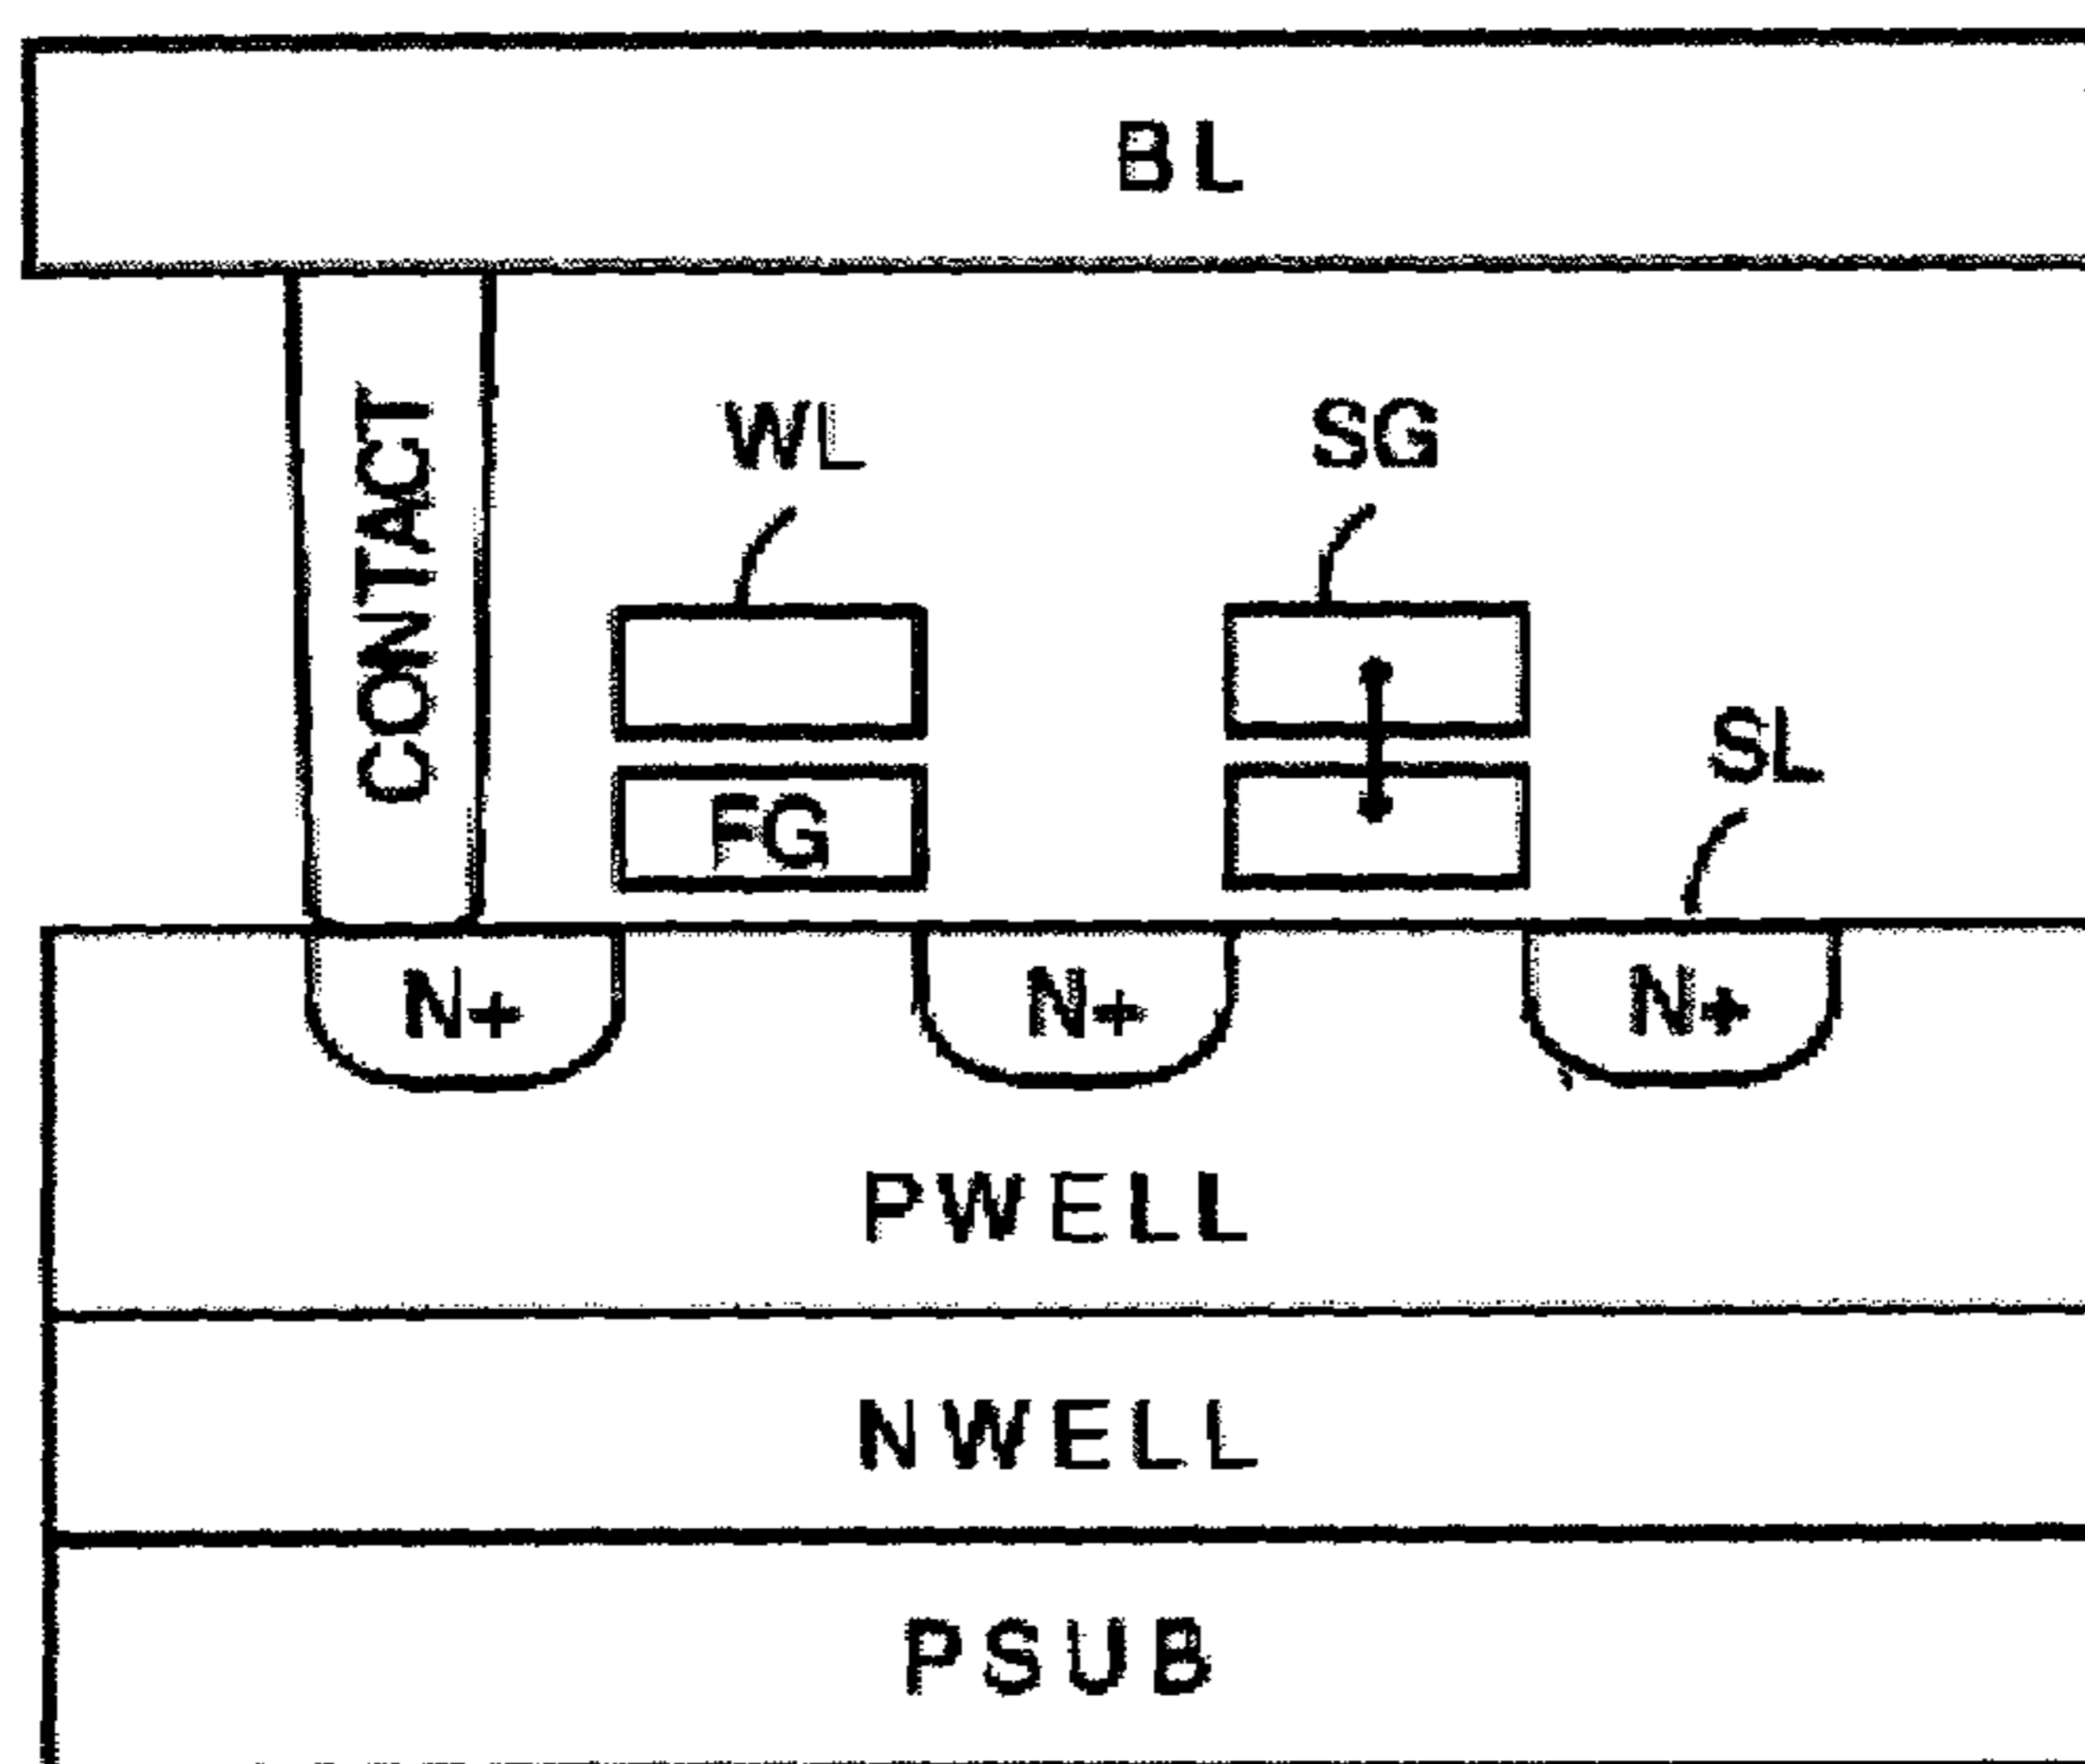 BL
CONTACT
WL
SG
SL
FG
N+
N+
N+
PWELL
NWELL
PSUB